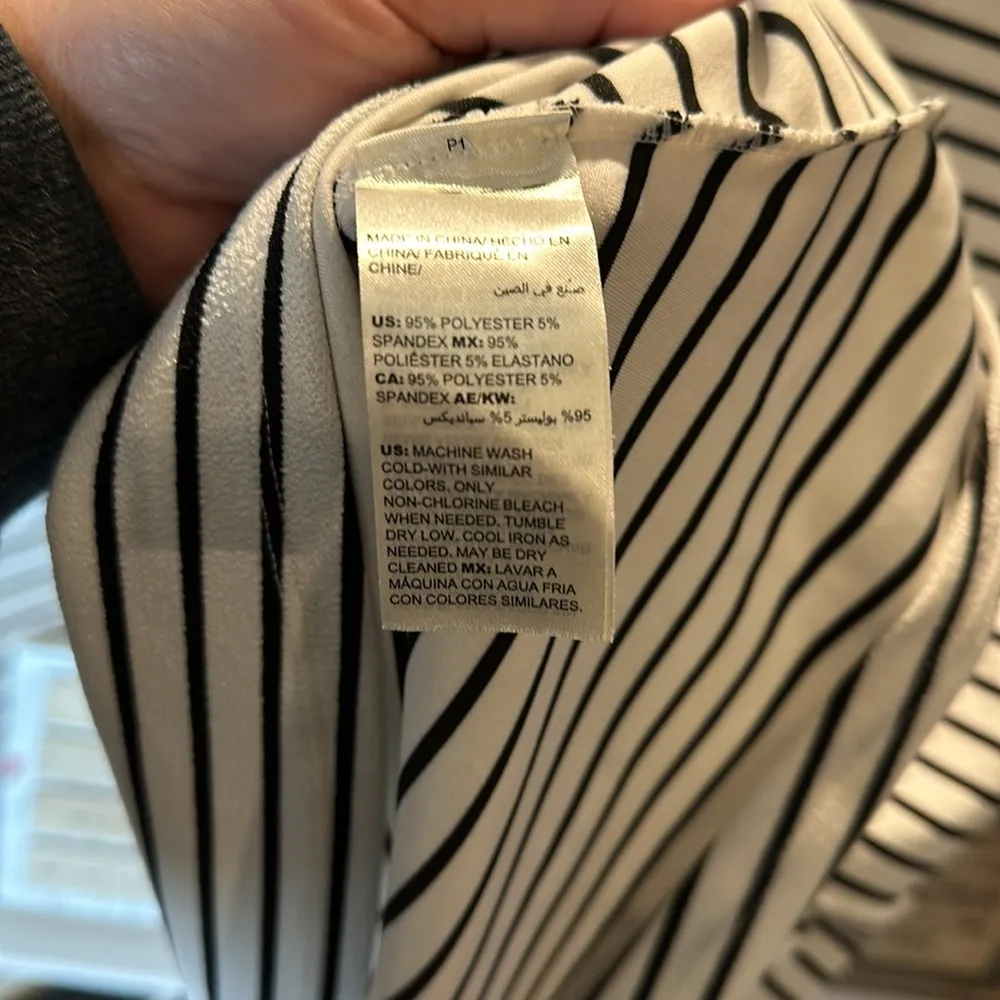 P1
MADE IN CHINA/ HECHO EN
CHINA/ FABRIQUÉ EN
CHINE/
صنع في الصين
US: 95% POLYESTER 5%
SPANDEX MX: 95%
POLIÉSTER 5% ELASTANO
CA: 95% POLYESTER 5%
SPANDEX AE/KW:
95% بوليستر 5% سباندیکس
US: MACHINE WASH
COLD-WITH SIMILAR
COLORS, ONLY
NON-CHLORINE BLEACH
WHEN NEEDED, TUMBLE
DRY LOW, COOL IRON AS
NEEDED, MAY BE DRY
CLEANED MX: LAVAR A
MÁQUINA CON AGUA FRIA
CON COLORES SIMILARES,